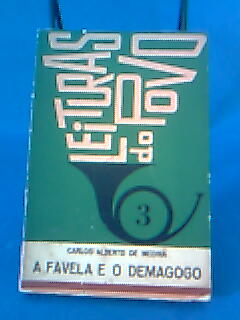 LEITURAS
do POVO
3
CARLOS ALBERTO DE MEDINA
A FAVELA E O DEMAGOGO